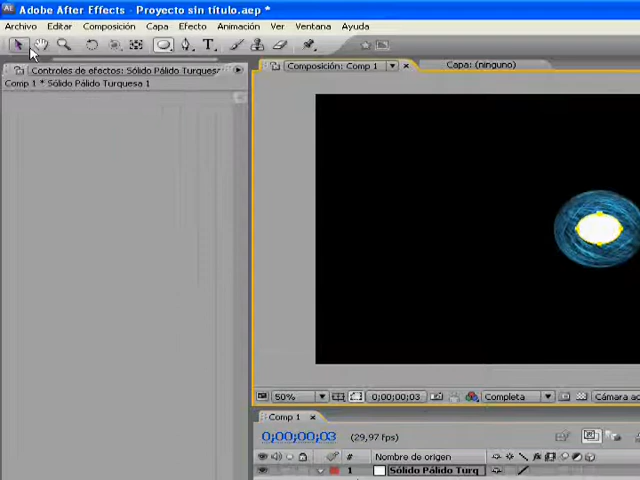 Adobe After Effects - Proyecto sin título.aep *
Archivo Editar Composición Capa Efecto Animación Ver Ventana Ayuda
Controles de efectos: Sólido Pálido Turques
Composición: Comp 1
Capa: (ninguno)
Comp 1 * Sólido Pálido Turquesa 1
50%
0;00;00;03
Completa
Cámara ac
Comp 1
0;00;00;03 (29,97 fps)
# Nombre de origen
1 Sólido Pálido Turq